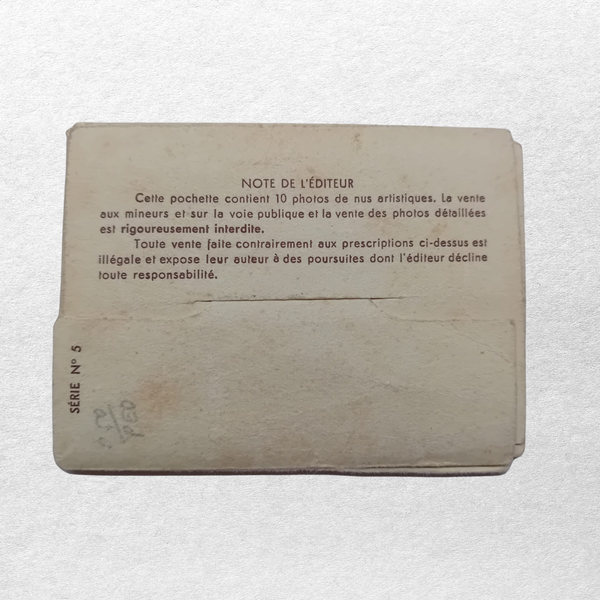 NOTE DE L'ÉDITEUR
Cette pochette contient 10 photos de nus artistiques. La vente
aux mineurs et sur la voie publique et la vente des photos détaillées
est rigoureusement interdite.
Toute vente faite contrairement aux prescriptions ci-dessus est
illégale et expose leur auteur à des poursuites dont l'éditeur décline
toute responsabilité.
SÉRIE N° 5